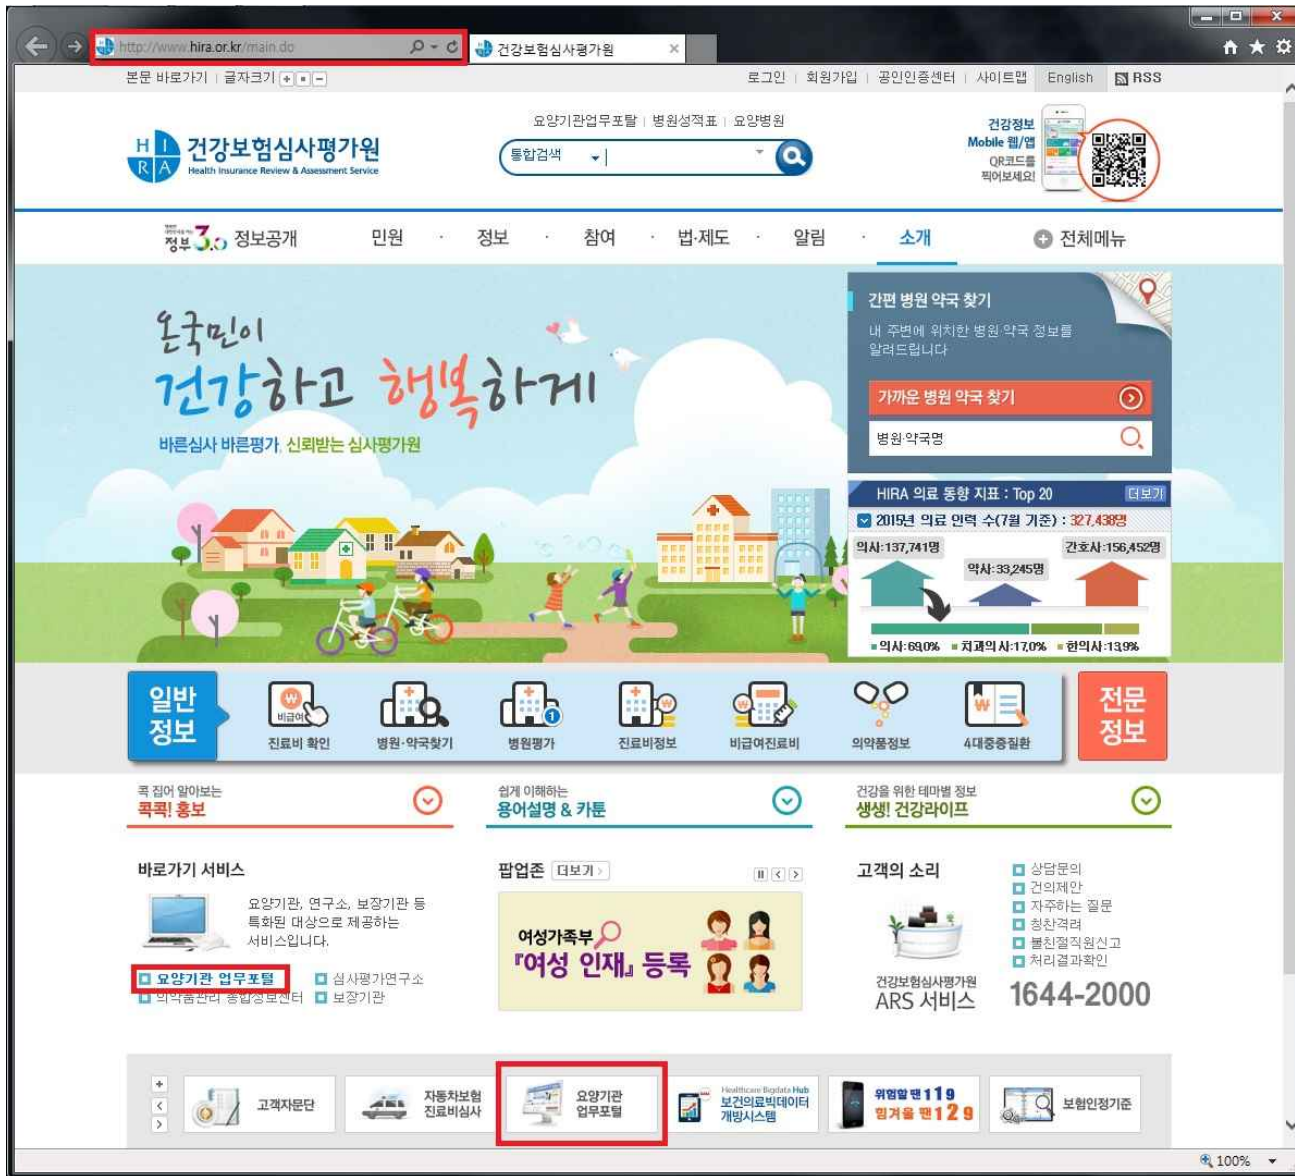 http://www.hira.or.kr/main.do
건강보험심사평가원
본문 바로가기 | 글자크기
로그인 | 회원가입 | 공인인증센터 | 사이트맵 English RSS
요양기관업무포탈 | 병원성적표 | 요양병원
HIRA 건강보험심사평가원
Health Insurance Review & Assessment Service
통합검색
건강정보
Mobile 웹/앱
QR코드를
찍어보세요!
정부3.0 정보공개
민원 · 정보 · 참여 · 법·제도 · 알림 · 소개
전체메뉴
온국민이
건강하고 행복하게
바른심사 바른평가, 신뢰받는 심사평가원
간편 병원 약국 찾기
내 주변에 위치한 병원·약국 정보를
알려드립니다
가까운 병원 약국 찾기
병원·약국명
HIRA 의료 동향 지표 : Top 20 더보기
2015년 의료 인력 수(7월 기준) : 327,438명
의사:137,741명
약사:33,245명
간호사:156,452명
의사:69.0% 치과의사:17.0% 한의사:13.9%
일반
정보
비급여
진료비 확인
병원·약국찾기
1
병원평가
진료비정보
비급여진료비
의약품정보
4대중증질환
전문
정보
콕 집어 알아보는
콕콕! 홍보
쉽게 이해하는
용어설명 & 카툰
건강을 위한 테마별 정보
생생! 건강라이프
바로가기 서비스
요양기관, 연구소, 보장기관 등
특화된 대상으로 제공하는
서비스입니다.
요양기관 업무포털 심사평가연구소
의약품관리 종합정보센터 보장기관
팝업존 더보기
여성가족부
『여성 인재』 등록
고객의 소리
상담문의
건의제안
자주하는 질문
칭찬격려
불친절직원신고
처리결과확인
건강보험심사평가원
ARS 서비스
1644-2000
고객자문단
자동차보험
진료비심사
요양기관
업무포털
Healthcare Bigdata Hub
보건의료빅데이터
개방시스템
위험할 땐 119
힘겨울 땐 129
보험인정기준
100%